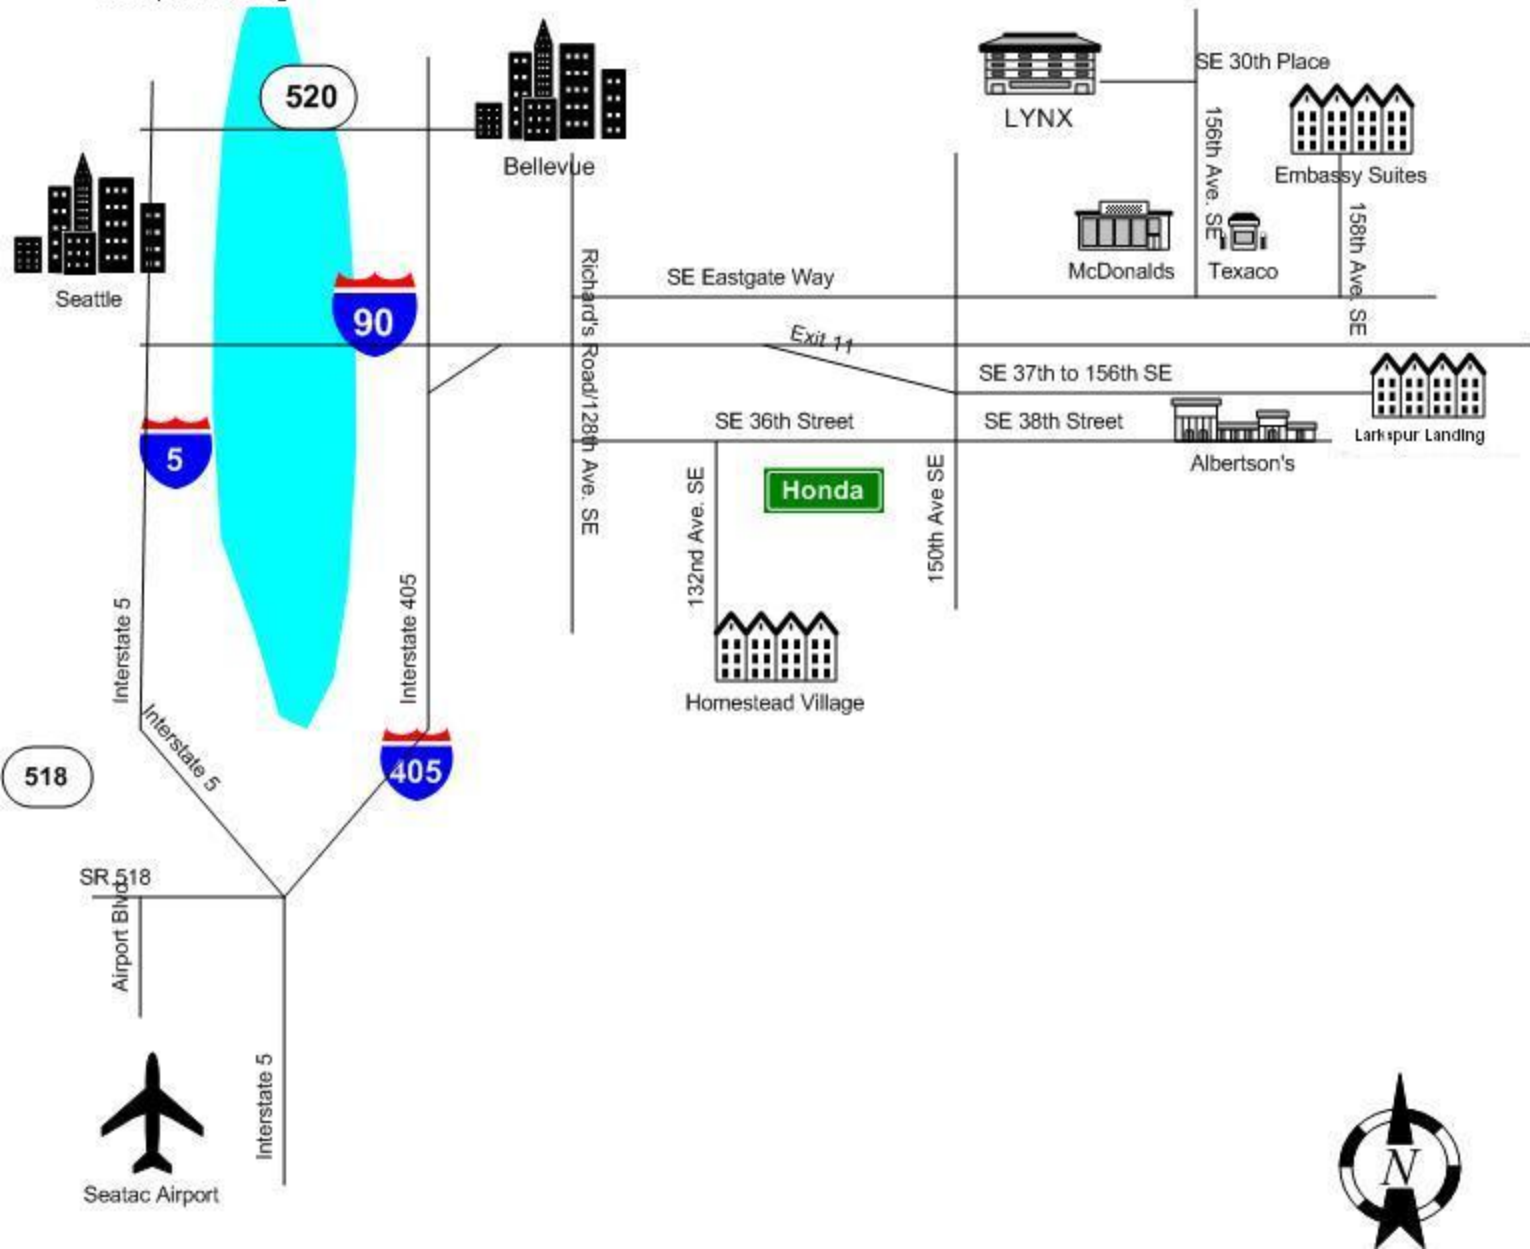 520
SE 30th Place
LYNX
156th Ave. SE
Bellevue
Embassy Suites
Seattle
158th Ave. SE
McDonalds
Texaco
Richard's Road/128th Ave. SE
SE Eastgate Way
90
Exit 11
SE 37th to 156th SE
5
SE 36th Street
SE 38th Street
Larkspur Landing
Albertson's
Honda
132nd Ave. SE
150th Ave SE
Interstate 5
Interstate 405
Homestead Village
Interstate 5
518
405
SR 518
Airport Blvd
Interstate 5
Seatac Airport
N